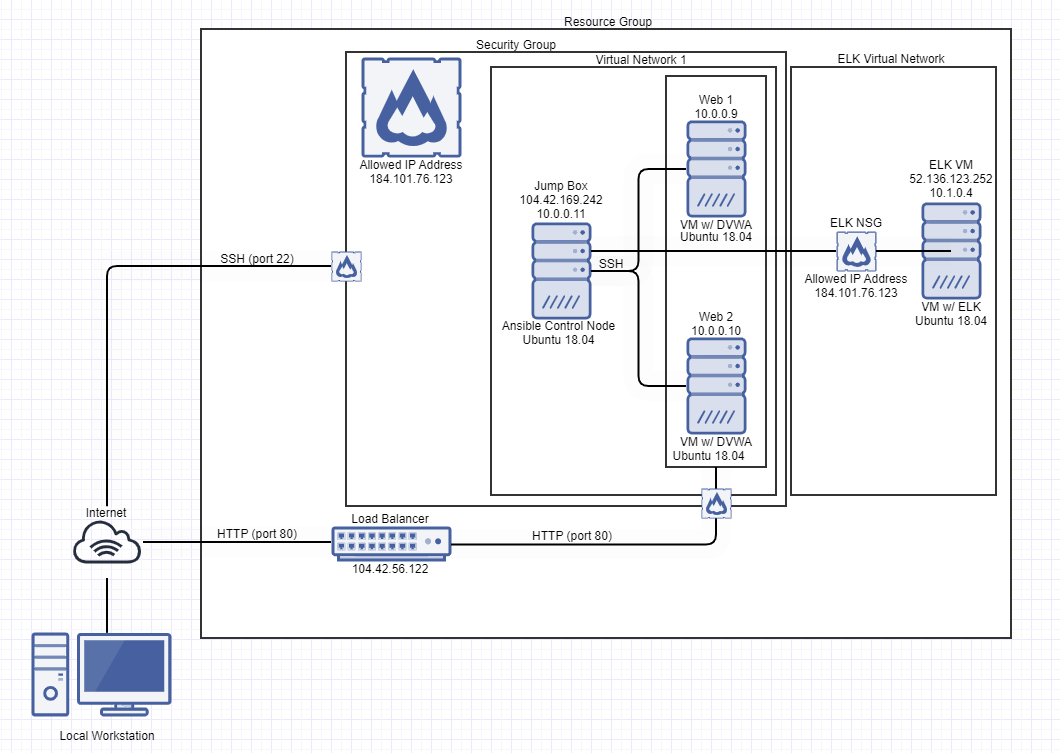 Resource Group
Security Group
Virtual Network 1
ELK Virtual Network
Allowed IP Address
184.101.76.123
Web 1
10.0.0.9
VM w/ DVWA
Ubuntu 18.04
Jump Box
104.42.169.242
10.0.0.11
Ansible Control Node
Ubuntu 18.04
SSH
Web 2
10.0.0.10
VM w/ DVWA
Ubuntu 18.04
ELK NSG
Allowed IP Address
184.101.76.123
ELK VM
52.136.123.252
10.1.0.4
VM w/ ELK
Ubuntu 18.04
SSH (port 22)
Internet
HTTP (port 80)
Load Balancer
104.42.56.122
HTTP (port 80)
Local Workstation